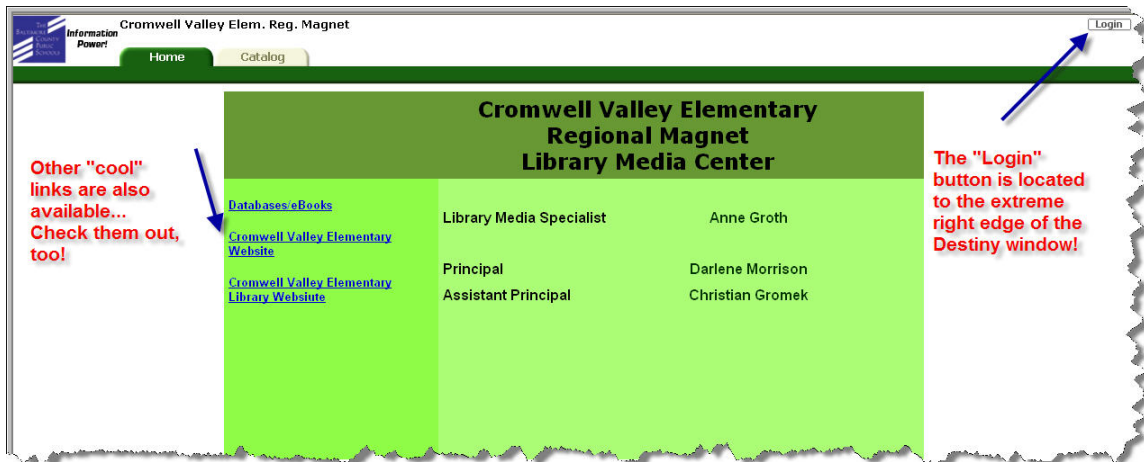 The
Baltimore
County
Public
Schools
Information
Power!
Cromwell Valley Elem. Reg. Magnet
Login
Home
Catalog
Cromwell Valley Elementary
Regional Magnet
Library Media Center
Other "cool"
links are also
available...
Check them out,
too!
Databases/eBooks
Cromwell Valley Elementary
Website
Cromwell Valley Elementary
Library Websiute
Library Media Specialist Anne Groth
Principal Darlene Morrison
Assistant Principal Christian Gromek
The "Login"
button is located
to the extreme
right edge of the
Destiny window!